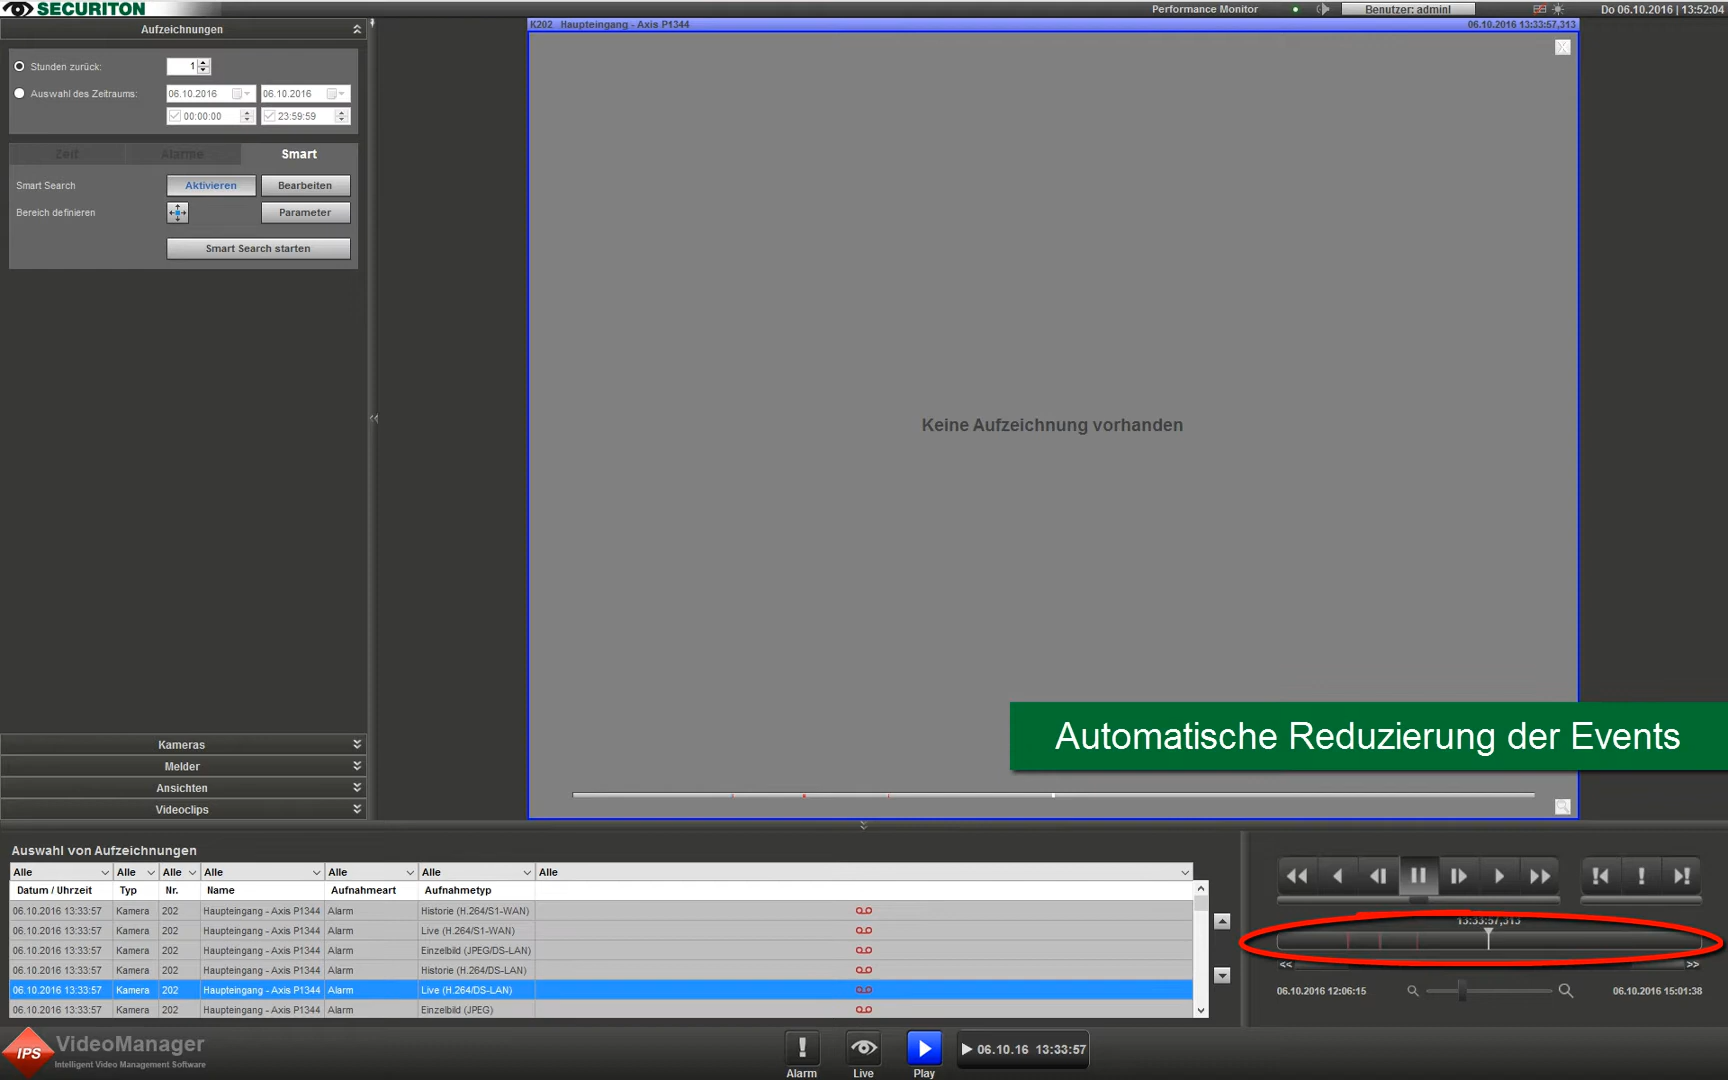 SECURITON
Performance Monitor
Benutzer: adminI
Do 06.10.2016 | 13:52:04
Aufzeichnungen
K202 Haupteingang - Axis P1344
06.10.2016 13:33:57,313
Stunden zurück:
1
Auswahl des Zeitraums:
06.10.2016
06.10.2016
00:00:00
23:59:59
Zeit
Alarme
Smart
Smart Search
Aktivieren
Bearbeiten
Bereich definieren
Parameter
Smart Search starten
Keine Aufzeichnung vorhanden
Automatische Reduzierung der Events
Kameras
Melder
Ansichten
Videoclips
Auswahl von Aufzeichnungen
Alle Alle Alle Alle Alle Alle Alle
Datum / Uhrzeit Typ Nr. Name Aufnahmeart Aufnahmetyp
06.10.2016 13:33:57 Kamera 202 Haupteingang - Axis P1344 Alarm Historie (H.264/S1-WAN)
06.10.2016 13:33:57 Kamera 202 Haupteingang - Axis P1344 Alarm Live (H.264/S1-WAN)
06.10.2016 13:33:57 Kamera 202 Haupteingang - Axis P1344 Alarm Einzelbild (JPEG/DS-LAN)
06.10.2016 13:33:57 Kamera 202 Haupteingang - Axis P1344 Alarm Historie (H.264/DS-LAN)
06.10.2016 13:33:57 Kamera 202 Haupteingang - Axis P1344 Alarm Live (H.264/DS-LAN)
06.10.2016 13:33:57 Kamera 202 Haupteingang - Axis P1344 Alarm Einzelbild (JPEG)
13:33:57,313
<< >>
06.10.2016 12:06:15
06.10.2016 15:01:38
IPS
VideoManager
Intelligent Video Management Software
Alarm
Live
Play
06.10.16 13:33:57